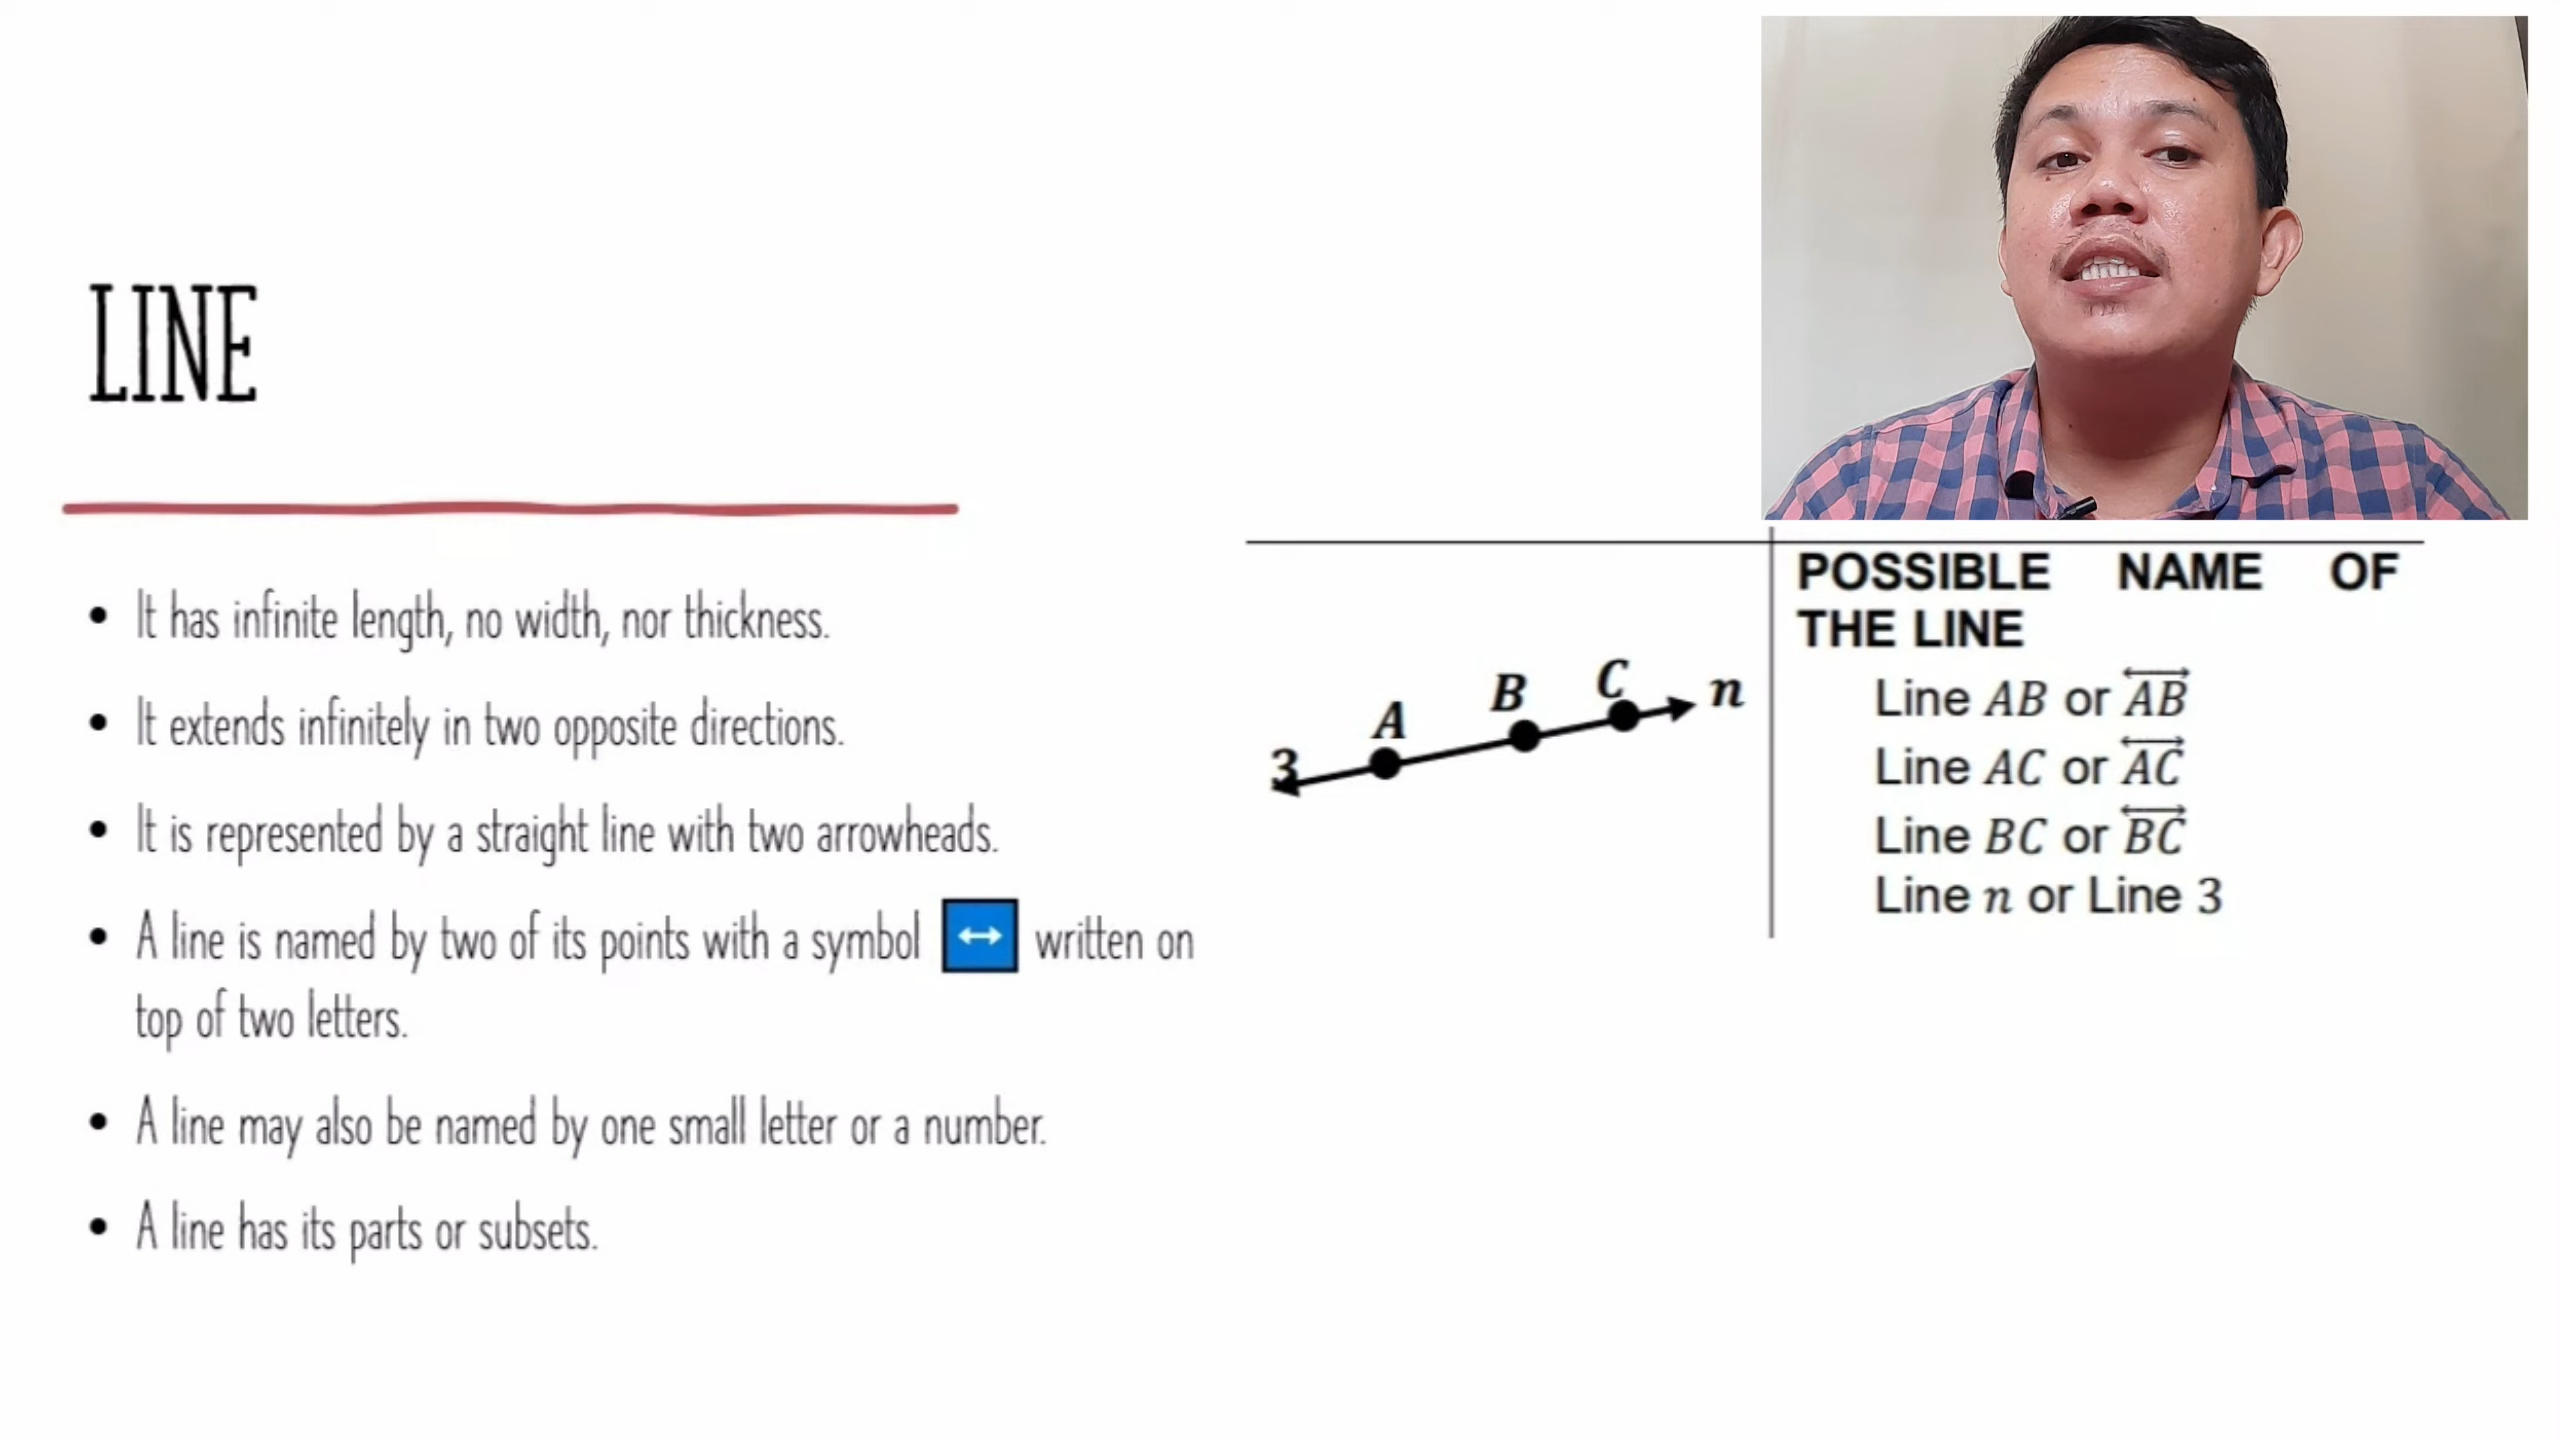 LINE
• It has infinite length, no width, nor thickness.
• It extends infinitely in two opposite directions.
• It is represented by a straight line with two arrowheads.
• A line is named by two of its points with a symbol ↔ written on
top of two letters.
• A line may also be named by one small letter or a number.
• A line has its parts or subsets.
3 A B C n
POSSIBLE NAME OF
THE LINE
Line AB or \overleftrightarrow{AB}
Line AC or \overleftrightarrow{AC}
Line BC or \overleftrightarrow{BC}
Line n or Line 3